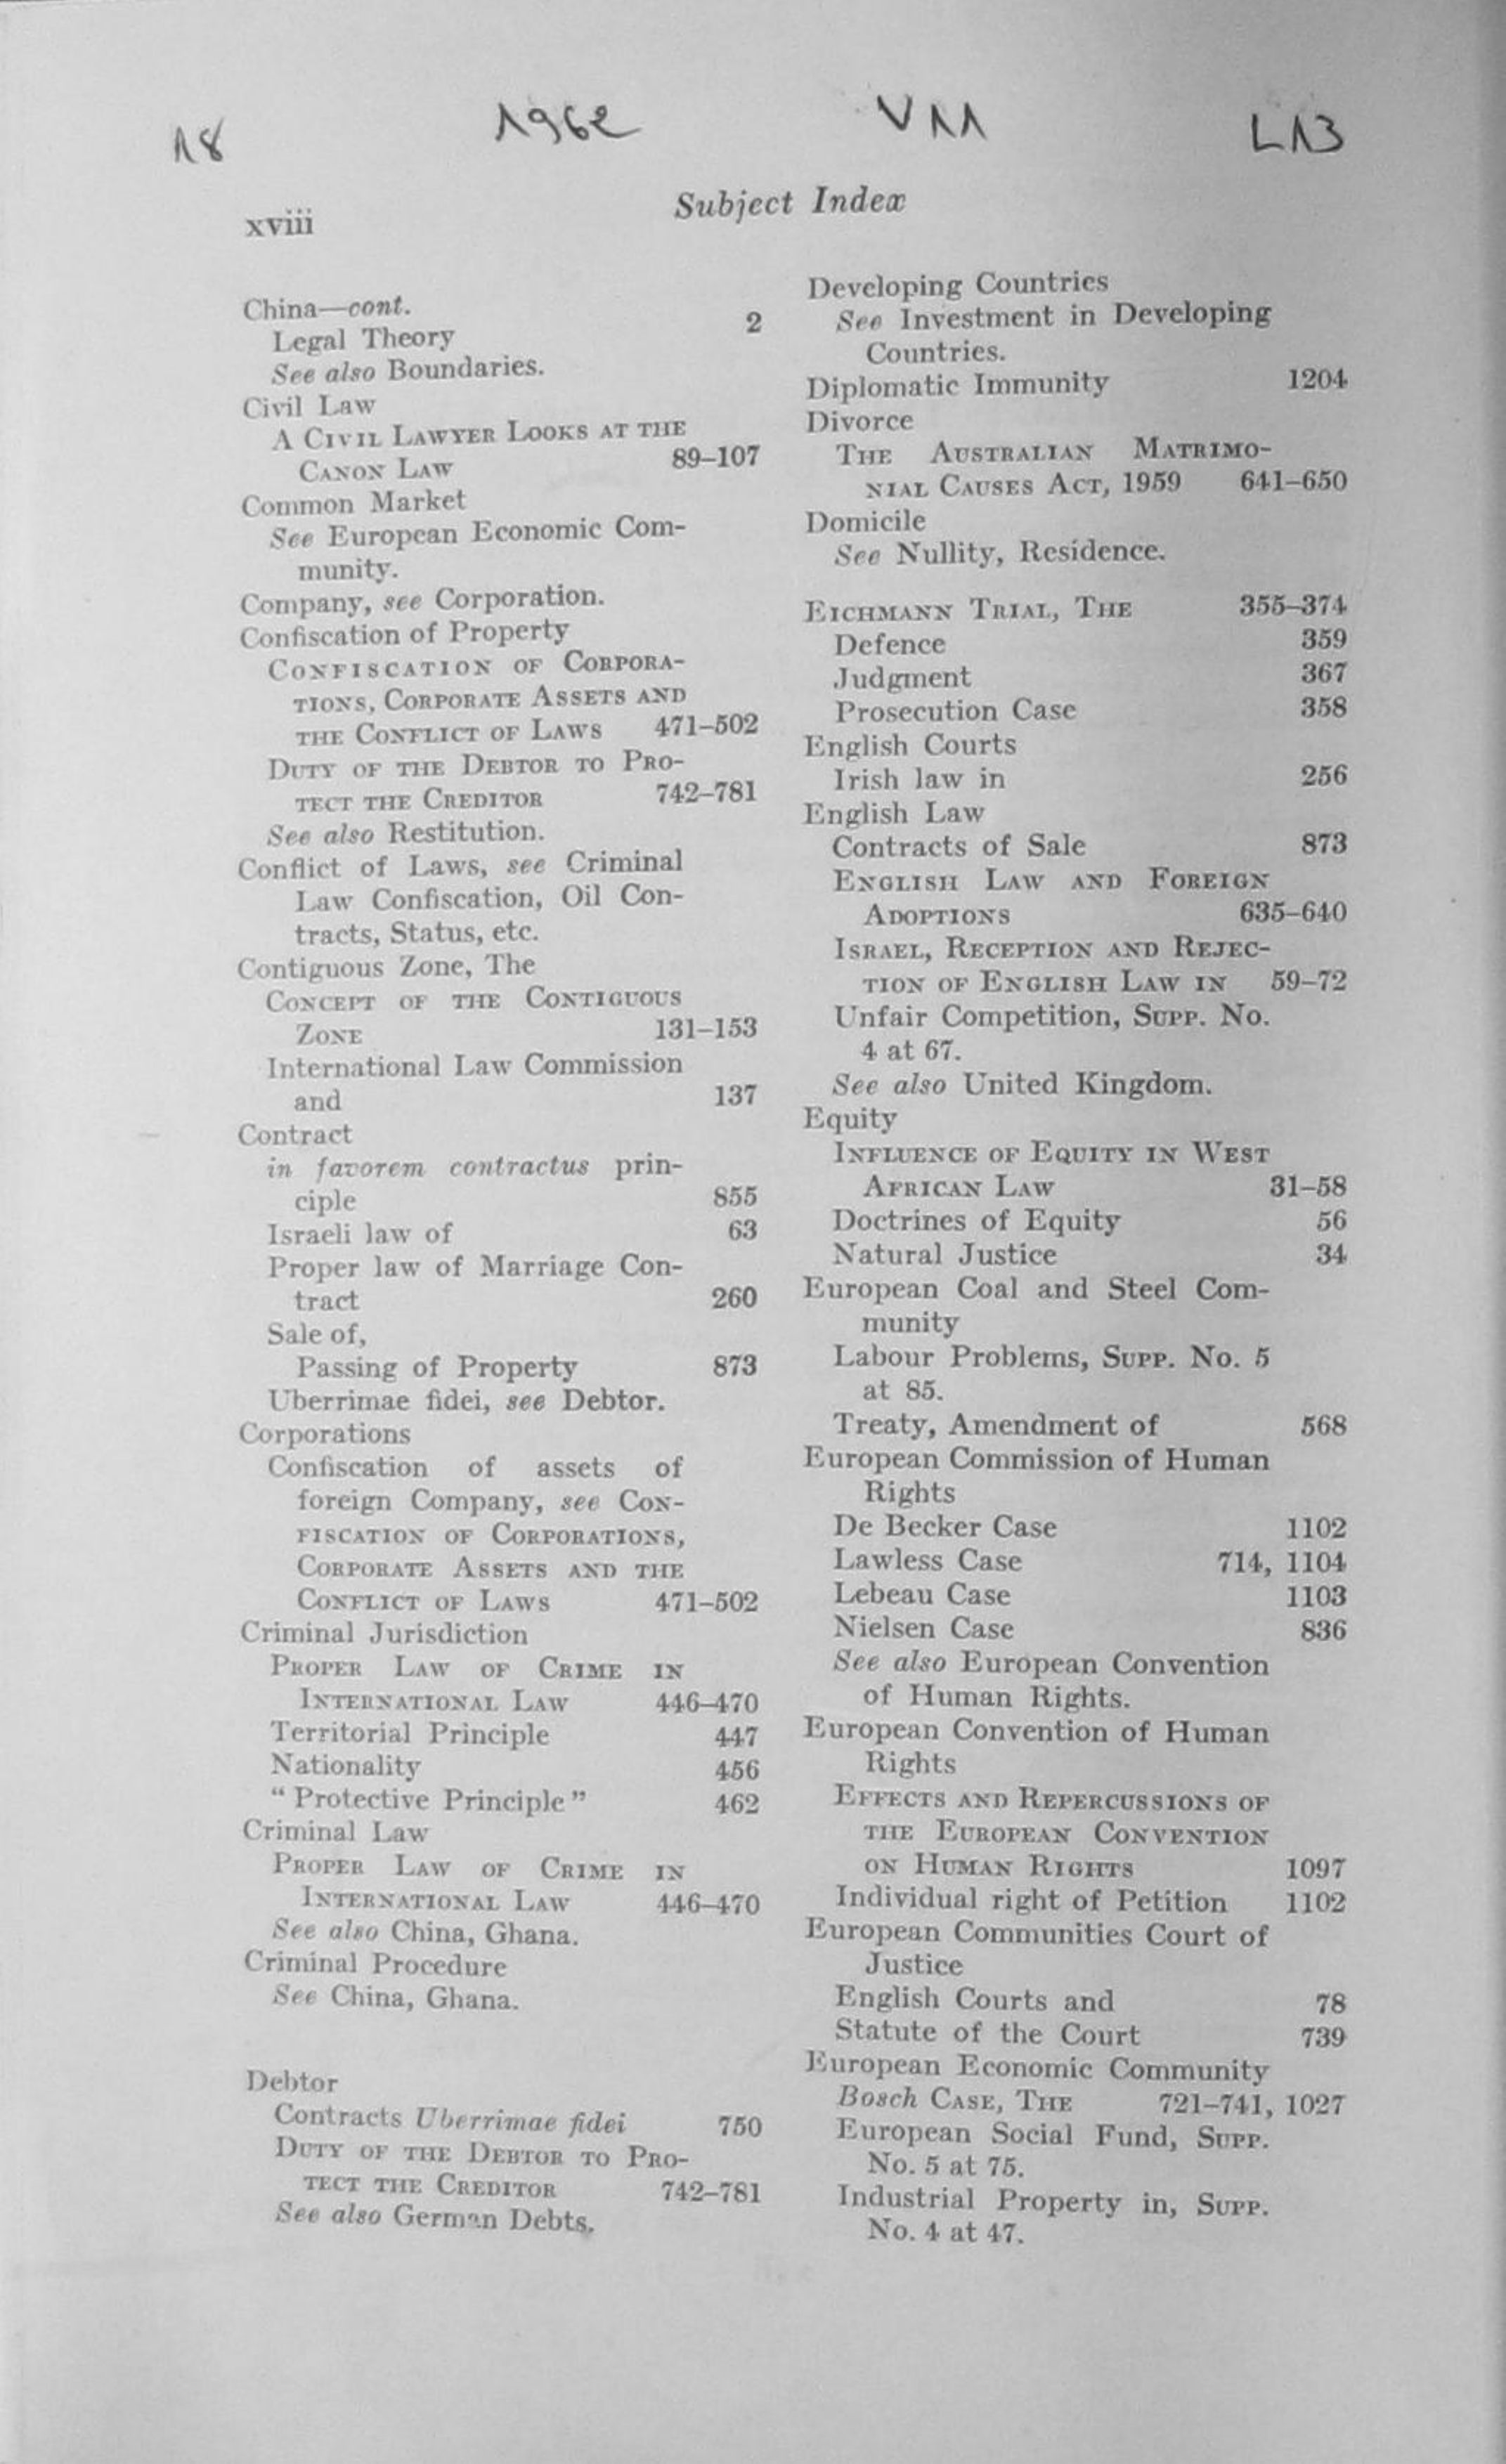 18 1962 V11 L13
xviii
Subject Index
China—cont.
Legal Theory 2
See also Boundaries.
Civil Law
A CIVIL LAWYER LOOKS AT THE
CANON LAW 89–107
Common Market
See European Economic Com-
munity.
Company, see Corporation.
Confiscation of Property
CONFISCATION OF CORPORA-
TIONS, CORPORATE ASSETS AND
THE CONFLICT OF LAWS 471–502
DUTY OF THE DEBTOR TO PRO-
TECT THE CREDITOR 742–781
See also Restitution.
Conflict of Laws, see Criminal
Law Confiscation, Oil Con-
tracts, Status, etc.
Contiguous Zone, The
CONCEPT OF THE CONTIGUOUS
ZONE 131–153
International Law Commission
and 137
Contract
in favorem contractus prin-
ciple 855
Israeli law of 63
Proper law of Marriage Con-
tract 260
Sale of,
Passing of Property 873
Uberrimae fidei, see Debtor.
Corporations
Confiscation of assets of
foreign Company, see CON-
FISCATION OF CORPORATIONS,
CORPORATE ASSETS AND THE
CONFLICT OF LAWS 471–502
Criminal Jurisdiction
PROPER LAW OF CRIME IN
INTERNATIONAL LAW 446–470
Territorial Principle 447
Nationality 456
“ Protective Principle ” 462
Criminal Law
PROPER LAW OF CRIME IN
INTERNATIONAL LAW 446–470
See also China, Ghana.
Criminal Procedure
See China, Ghana.
Debtor
Contracts Uberrimae fidei 750
DUTY OF THE DEBTOR TO PRO-
TECT THE CREDITOR 742–781
See also German Debts.
Developing Countries
See Investment in Developing
Countries.
Diplomatic Immunity 1204
Divorce
THE AUSTRALIAN MATRIMO-
NIAL CAUSES ACT, 1959 641–650
Domicile
See Nullity, Residence.
EICHMANN TRIAL, THE 355–374
Defence 359
Judgment 367
Prosecution Case 358
English Courts
Irish law in 256
English Law
Contracts of Sale 873
ENGLISH LAW AND FOREIGN
ADOPTIONS 635–640
ISRAEL, RECEPTION AND REJEC-
TION OF ENGLISH LAW IN 59–72
Unfair Competition, SUPP. No.
4 at 67.
See also United Kingdom.
Equity
INFLUENCE OF EQUITY IN WEST
AFRICAN LAW 31–58
Doctrines of Equity 56
Natural Justice 34
European Coal and Steel Com-
munity
Labour Problems, SUPP. No. 5
at 85.
Treaty, Amendment of 568
European Commission of Human
Rights
De Becker Case 1102
Lawless Case 714, 1104
Lebeau Case 1103
Nielsen Case 836
See also European Convention
of Human Rights.
European Convention of Human
Rights
EFFECTS AND REPERCUSSIONS OF
THE EUROPEAN CONVENTION
ON HUMAN RIGHTS 1097
Individual right of Petition 1102
European Communities Court of
Justice
English Courts and 78
Statute of the Court 739
European Economic Community
Bosch CASE, THE 721–741, 1027
European Social Fund, SUPP.
No. 5 at 75.
Industrial Property in, SUPP.
No. 4 at 47.